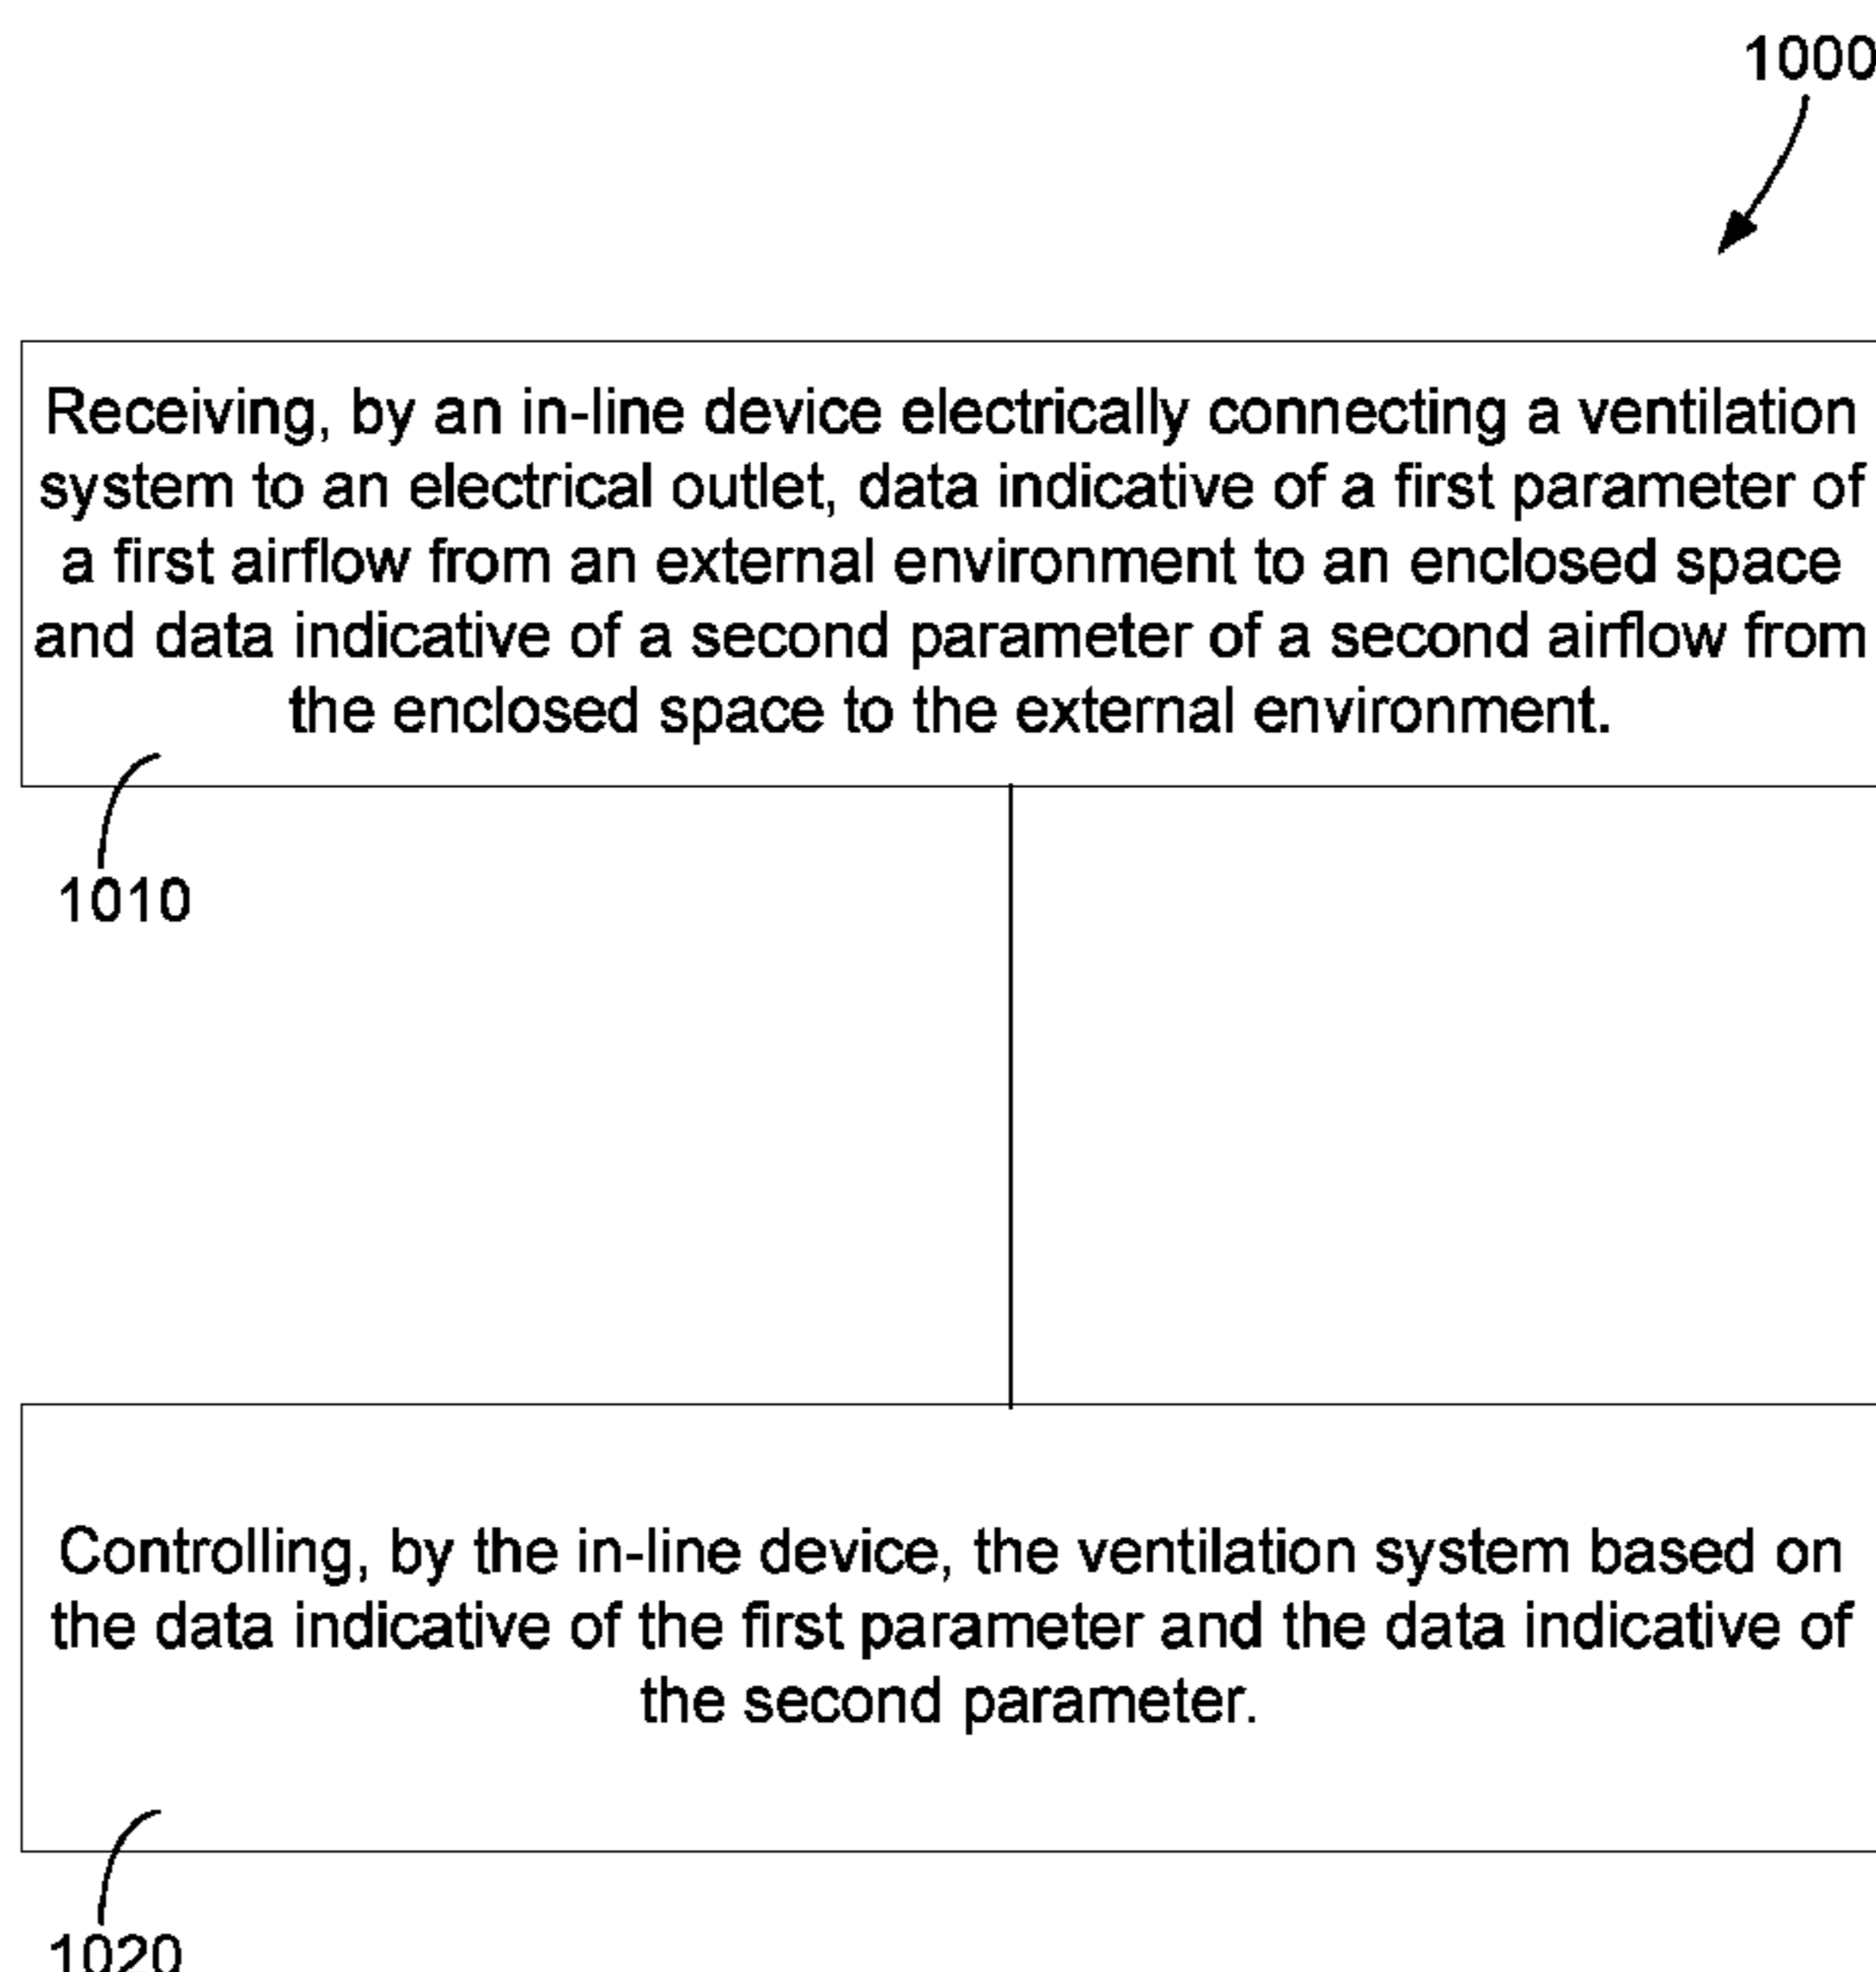 1000
Receiving, by an in-line device electrically connecting a ventilation
system to an electrical outlet, data indicative of a first parameter of
a first airflow from an external environment to an enclosed space
and data indicative of a second parameter of a second airflow from
the enclosed space to the external environment.
1010
Controlling, by the in-line device, the ventilation system based on
the data indicative of the first parameter and the data indicative of
the second parameter.
1020